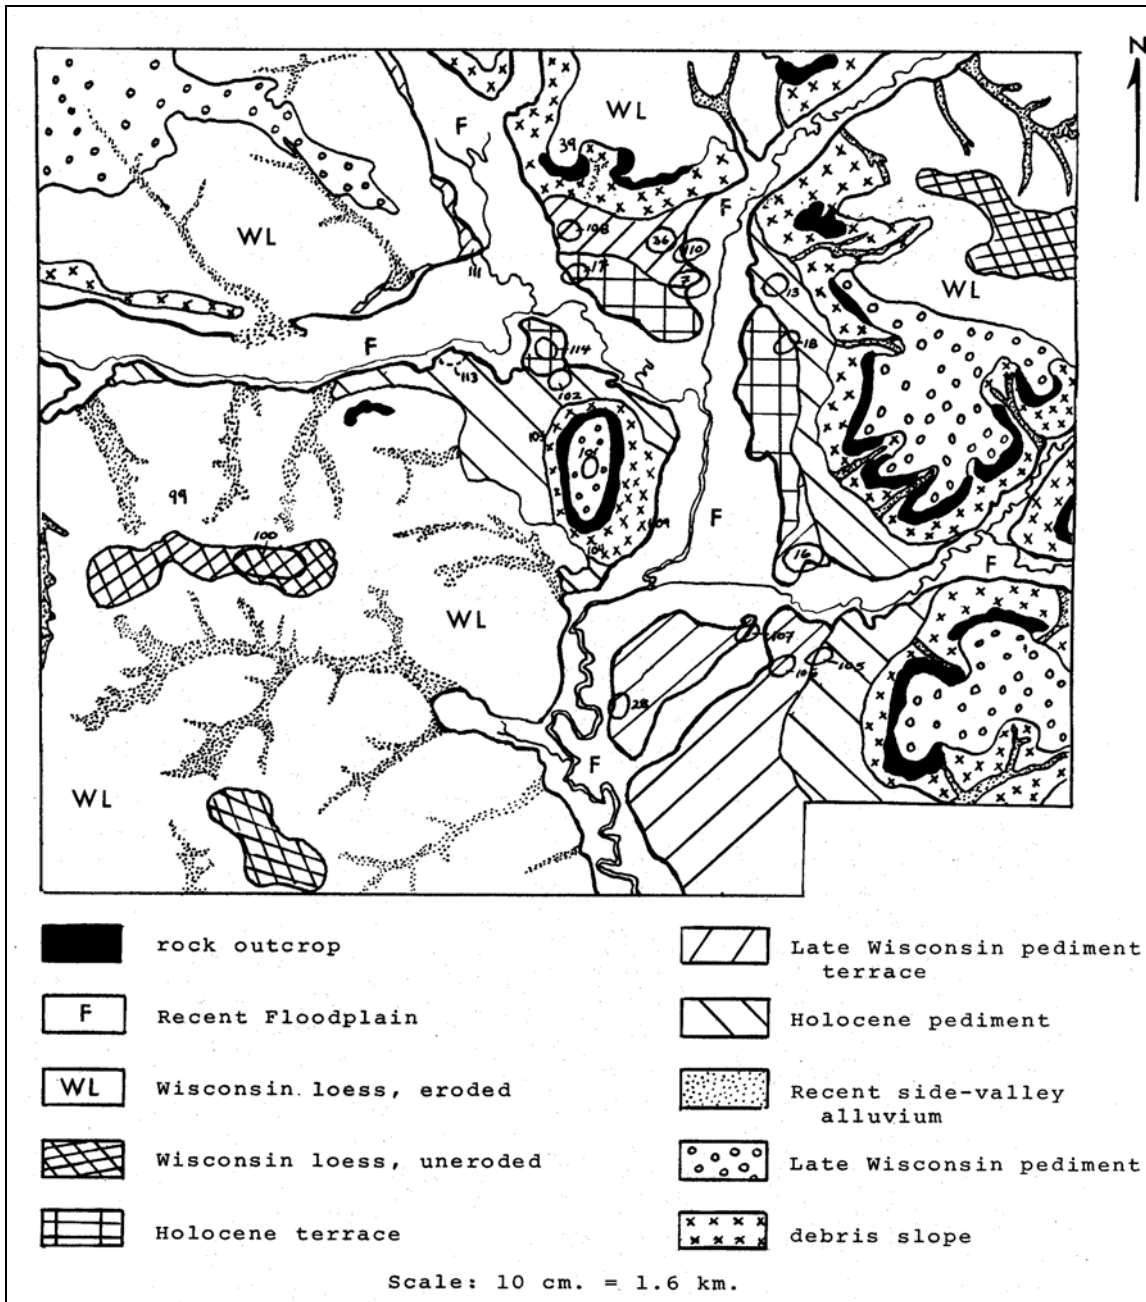 N
WL
F
39
WL
F
108
36
110
17
7
111
13
WL
F
114
18
113
102
103
101
99
109
100
F
104
16
F
WL
107
105
106
28
F
WL
rock outcrop
F
Recent Floodplain
WL
Wisconsin loess, eroded
Wisconsin loess, uneroded
Holocene terrace
Late Wisconsin pediment
terrace
Holocene pediment
Recent side-valley
alluvium
Late Wisconsin pediment
debris slope
Scale: 10 cm. = 1.6 km.